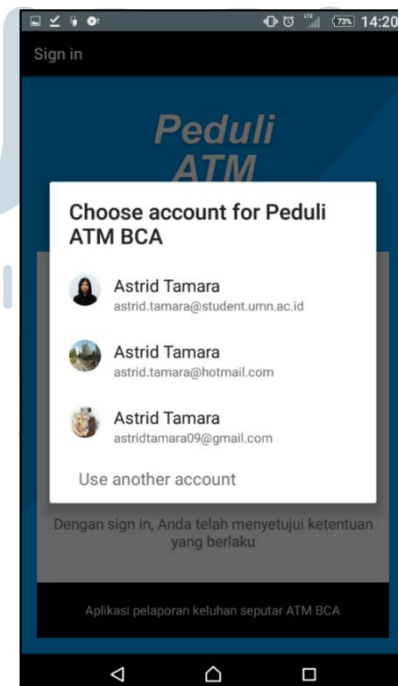 73% 14:20
Sign in
Peduli
ATM
Choose account for Peduli
ATM BCA
Astrid Tamara
astrid.tamara@student.umn.ac.id
Astrid Tamara
astrid.tamara@hotmail.com
Astrid Tamara
astridtamara09@gmail.com
Use another account
Dengan sign in, Anda telah menyetujui ketentuan
yang berlaku
Aplikasi pelaporan keluhan seputar ATM BCA